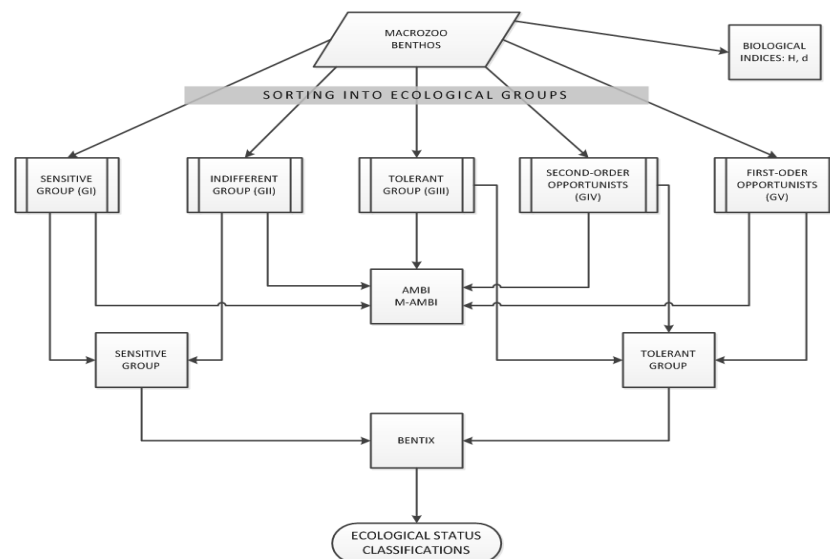 MACROZOO
BENTHOS
BIOLOGICAL
INDICES: H, d
SORTING INTO ECOLOGICAL GROUPS
SENSITIVE
GROUP (GI)
INDIFFERENT
GROUP (GII)
TOLERANT
GROUP (GIII)
SECOND-ORDER
OPPORTUNISTS
(GIV)
FIRST-ODER
OPPORTUNISTS
(GV)
AMBI
M-AMBI
SENSITIVE
GROUP
TOLERANT
GROUP
BENTIX
ECOLOGICAL STATUS
CLASSIFICATIONS